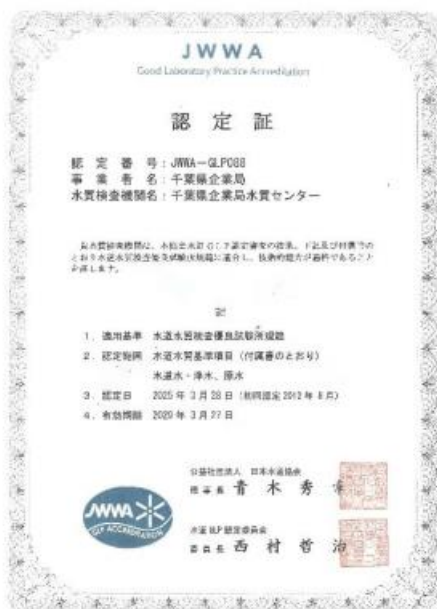 JWWA
Good Laboratory Practice Accreditation
認定証
認定番号：JWWA－GLP088
事業者名：千葉県企業局
水質検査機関名：千葉県企業局水質センター
記
1．適用基準 水道水質検査優良試験所規範
2．認定範囲 水道水質基準項目（付属書のとおり）
水道水・浄水、原水
3．認定日 2025年3月28日（初回認定2012年8月）
4．有効期限 2029年3月27日
公益社団法人 日本水道協会
理事長 青木秀幸
水道GLP認定委員会
委員長 西村哲治
JWWA
GLP ACCREDITATION